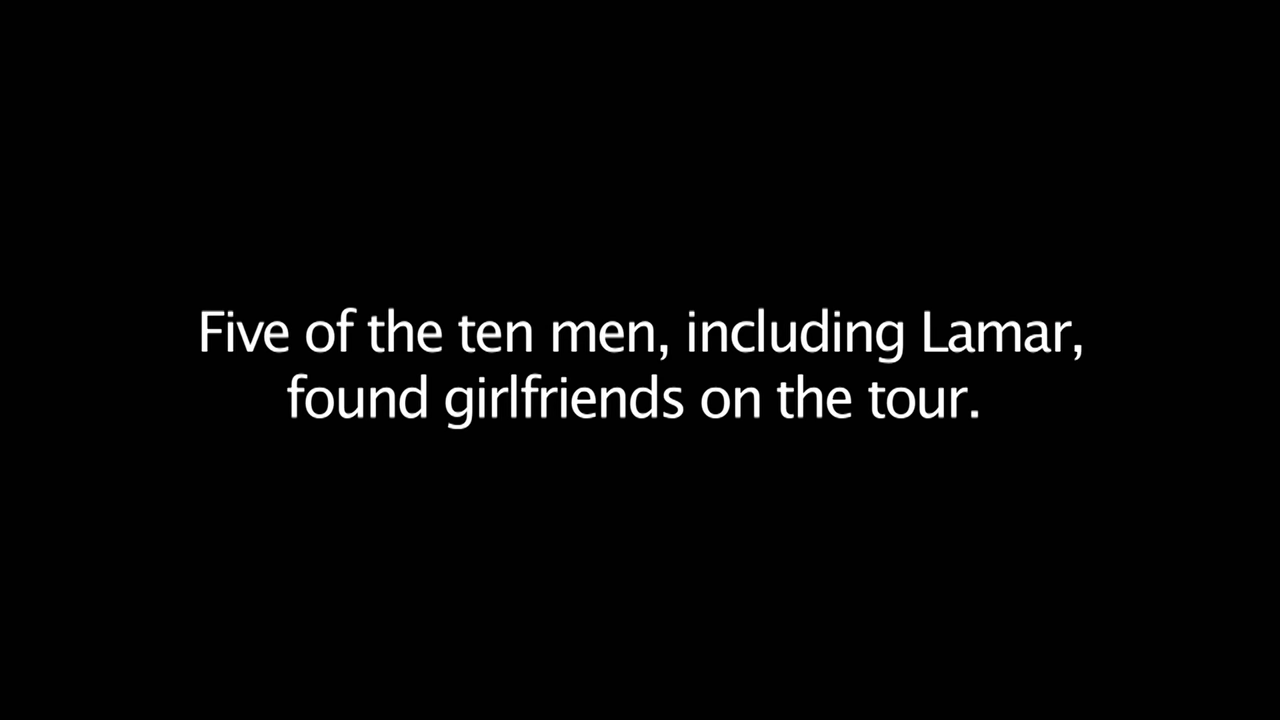 Five of the ten men, including Lamar,
found girlfriends on the tour.